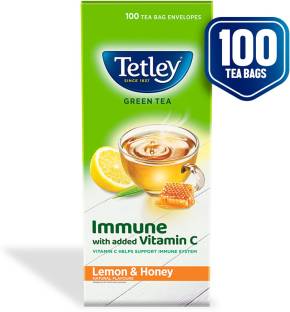 100 TEA BAG ENVELOPES
100
TEA BAGS
Tetley
SINCE 1837
GREEN TEA
Immune
with added Vitamin C
VITAMIN C HELPS SUPPORT IMMUNE SYSTEM
Lemon & Honey
NATURAL FLAVOURS